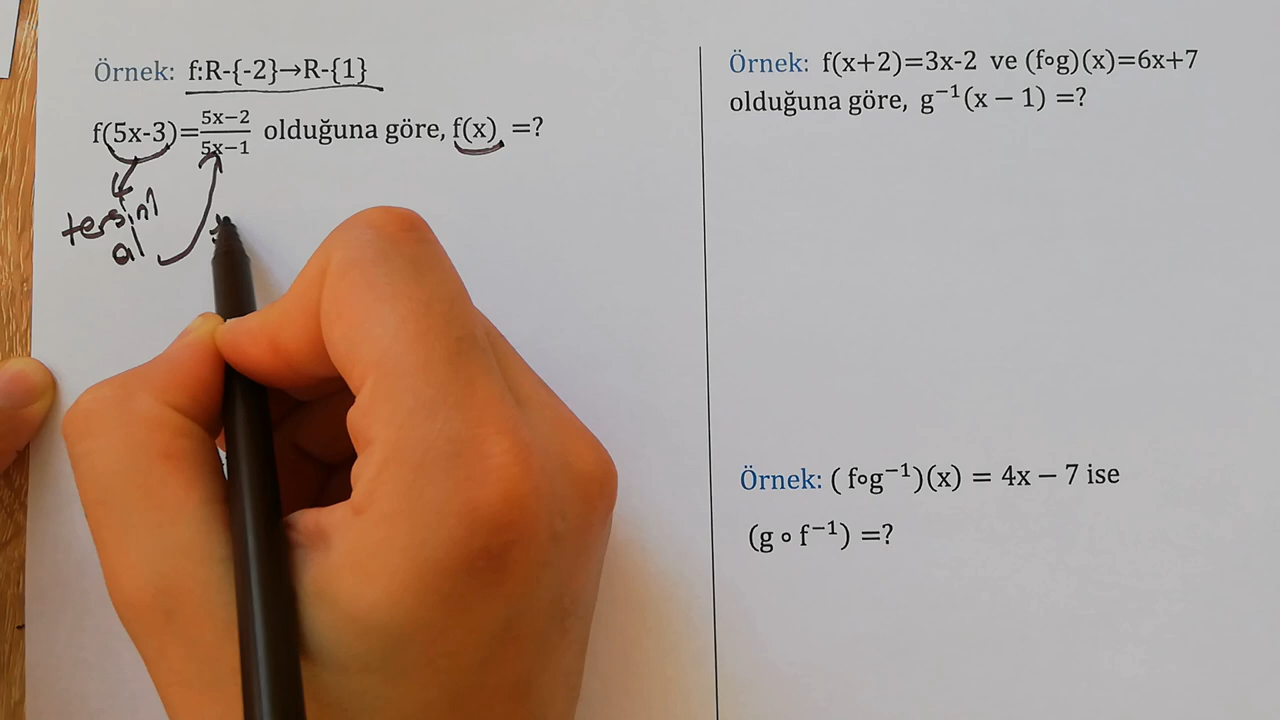 Örnek: f:R-{-2}→R-{1}
f(5x-3)=5x−2/5x−1 olduğuna göre, f(x) =?
tersini
al
Örnek: f(x+2)=3x-2 ve (f∘g)(x)=6x+7
olduğuna göre, g⁻¹(x − 1) =?
Örnek: ( f∘g⁻¹)(x) = 4x − 7 ise
(g ∘ f⁻¹) =?